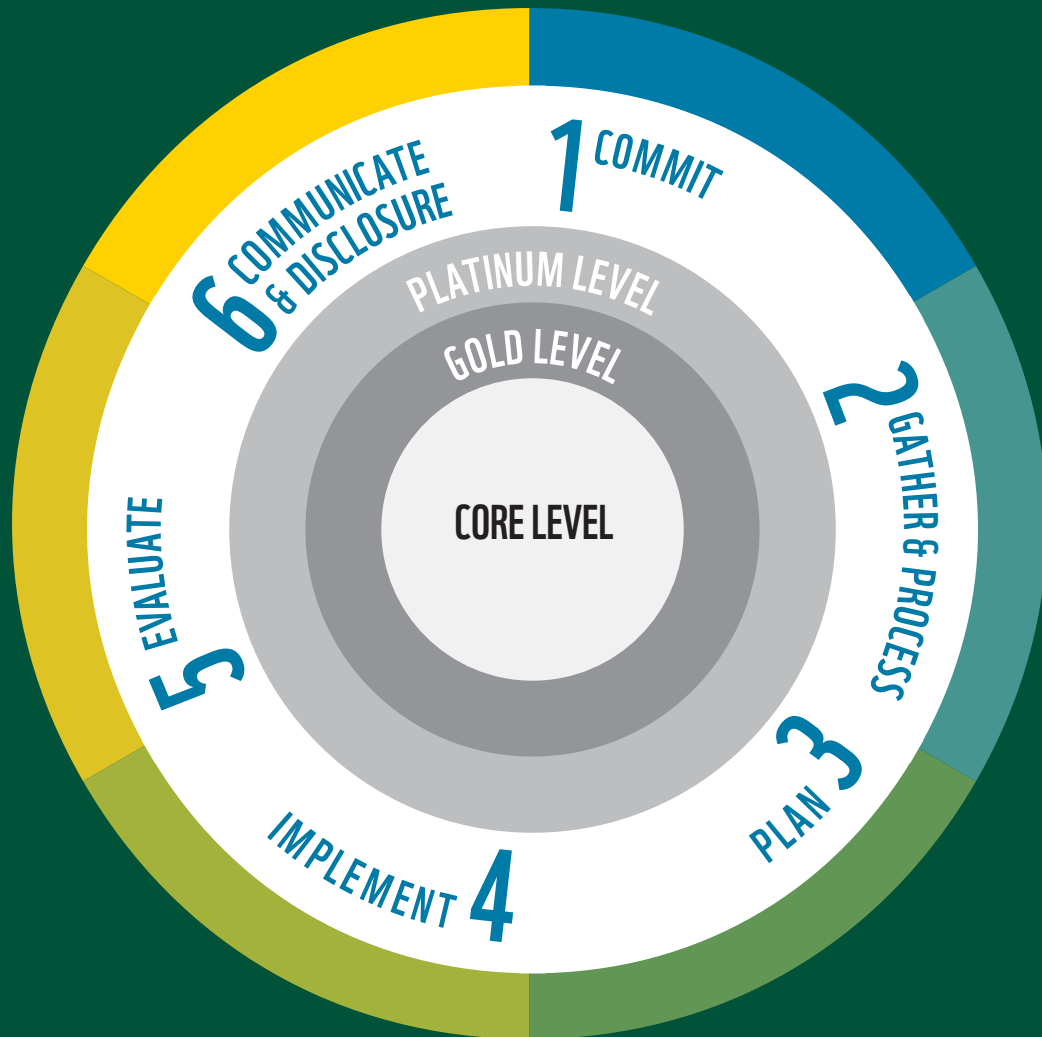 1 COMMIT
2 GATHER & PROCESS
3 PLAN
4 IMPLEMENT
5 EVALUATE
6 COMMUNICATE
& DISCLOSURE
PLATINUM LEVEL
GOLD LEVEL
CORE LEVEL